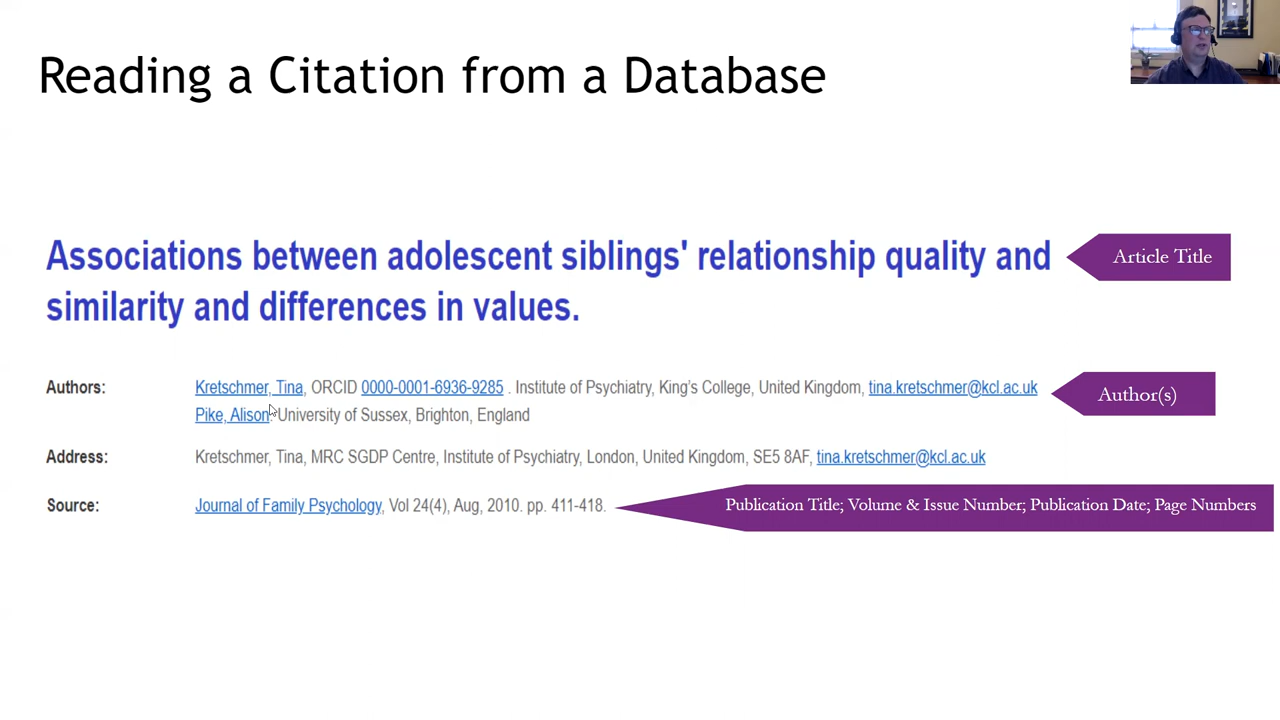 Reading a Citation from a Database
Associations between adolescent siblings' relationship quality and
similarity and differences in values.
Article Title
Authors: Kretschmer, Tina, ORCID 0000-0001-6936-9285 . Institute of Psychiatry, King's College, United Kingdom, tina.kretschmer@kcl.ac.uk
Pike, Alison. University of Sussex, Brighton, England
Author(s)
Address: Kretschmer, Tina, MRC SGDP Centre, Institute of Psychiatry, London, United Kingdom, SE5 8AF, tina.kretschmer@kcl.ac.uk
Source: Journal of Family Psychology, Vol 24(4), Aug, 2010. pp. 411-418.
Publication Title; Volume & Issue Number; Publication Date; Page Numbers